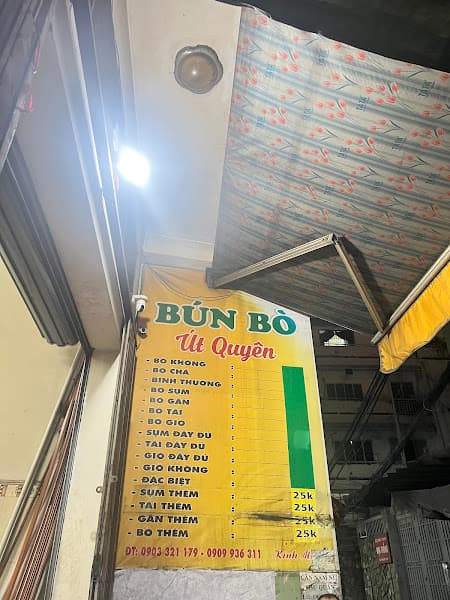 BÚN BÒ
Út Quyên
- BÒ KHÔNG :
- BÒ CHẢ :
- BÌNH THƯỜNG :
- BÒ SỤM :
- BÒ GÂN :
- BÒ TÁI :
- BÒ GIÒ :
- SỤM ĐẦY ĐỦ :
- TÁI ĐẦY ĐỦ :
- GIÒ ĐẦY ĐỦ :
- GIÒ KHÔNG :
- ĐẶC BIỆT :
- SỤM THÊM : 25k
- TÁI THÊM : 25k
- GÂN THÊM : 25k
- BÒ THÊM : 25k
ĐT: 0903 321 179 - 0909 936 311